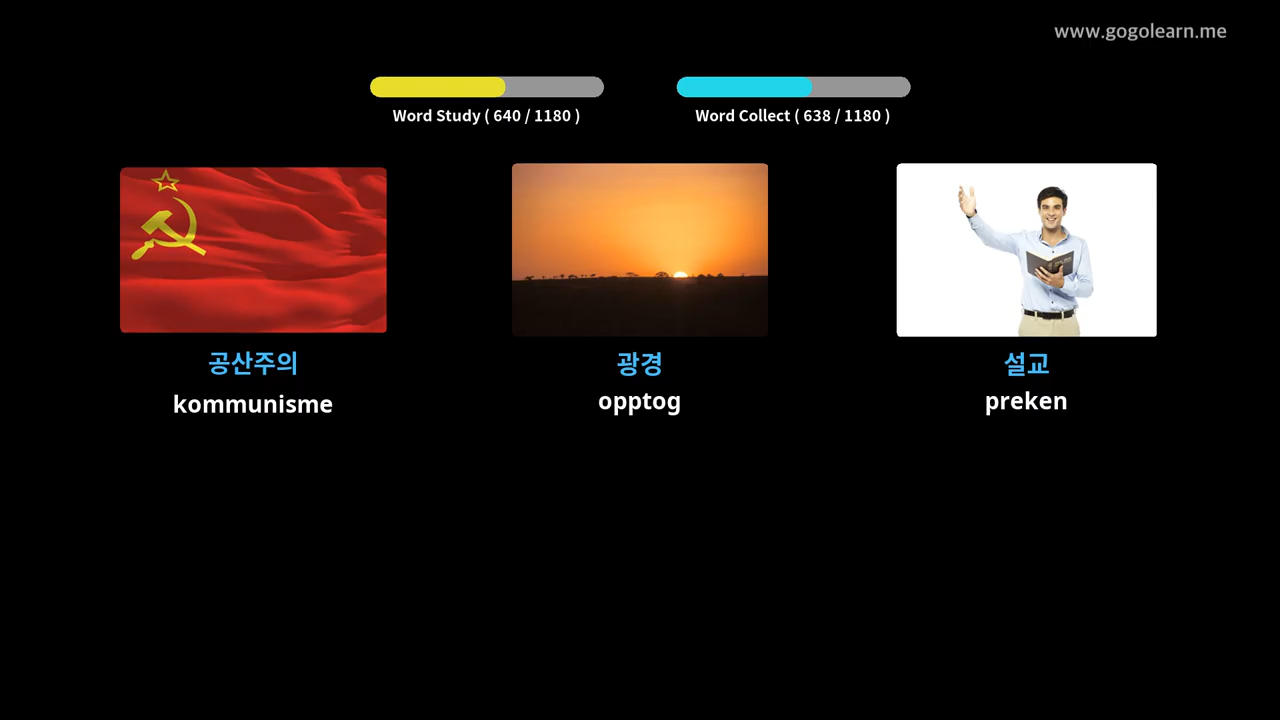 www.gogolearn.me
Word Study ( 640 / 1180 )
Word Collect ( 638 / 1180 )
공산주의
광경
설교
kommunisme
opptog
preken